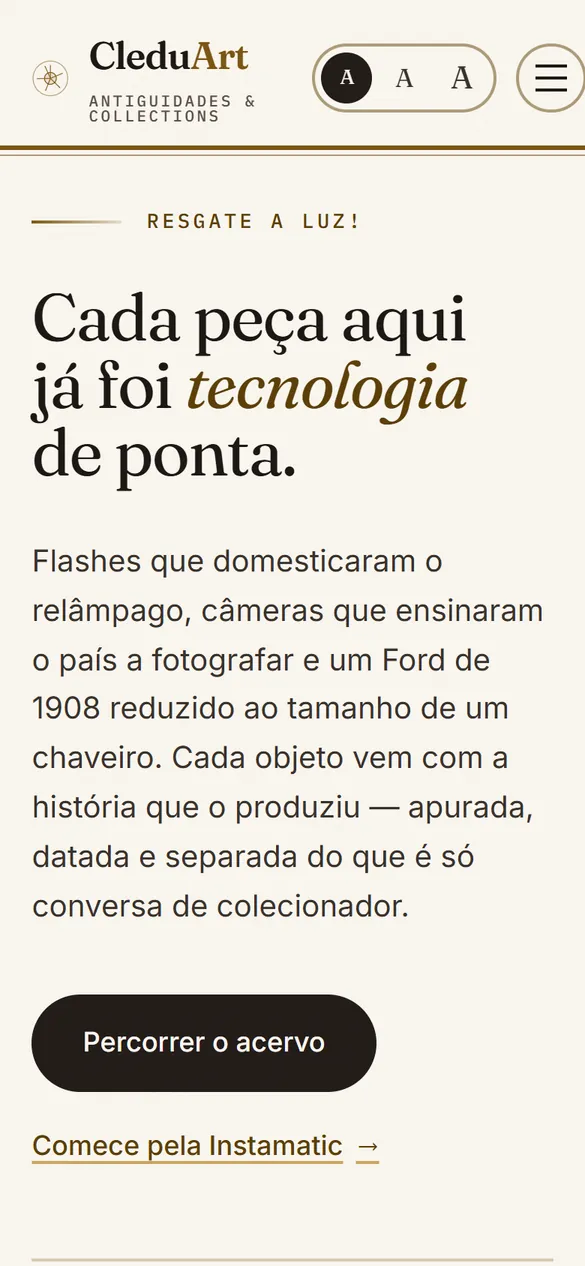 CleduArt
ANTIGUIDADES &
COLLECTIONS
A A A
RESGATE A LUZ!
Cada peça aqui
já foi tecnologia
de ponta.
Flashes que domesticaram o
relâmpago, câmeras que ensinaram
o país a fotografar e um Ford de
1908 reduzido ao tamanho de um
chaveiro. Cada objeto vem com a
história que o produziu — apurada,
datada e separada do que é só
conversa de colecionador.
Percorrer o acervo
Comece pela Instamatic →